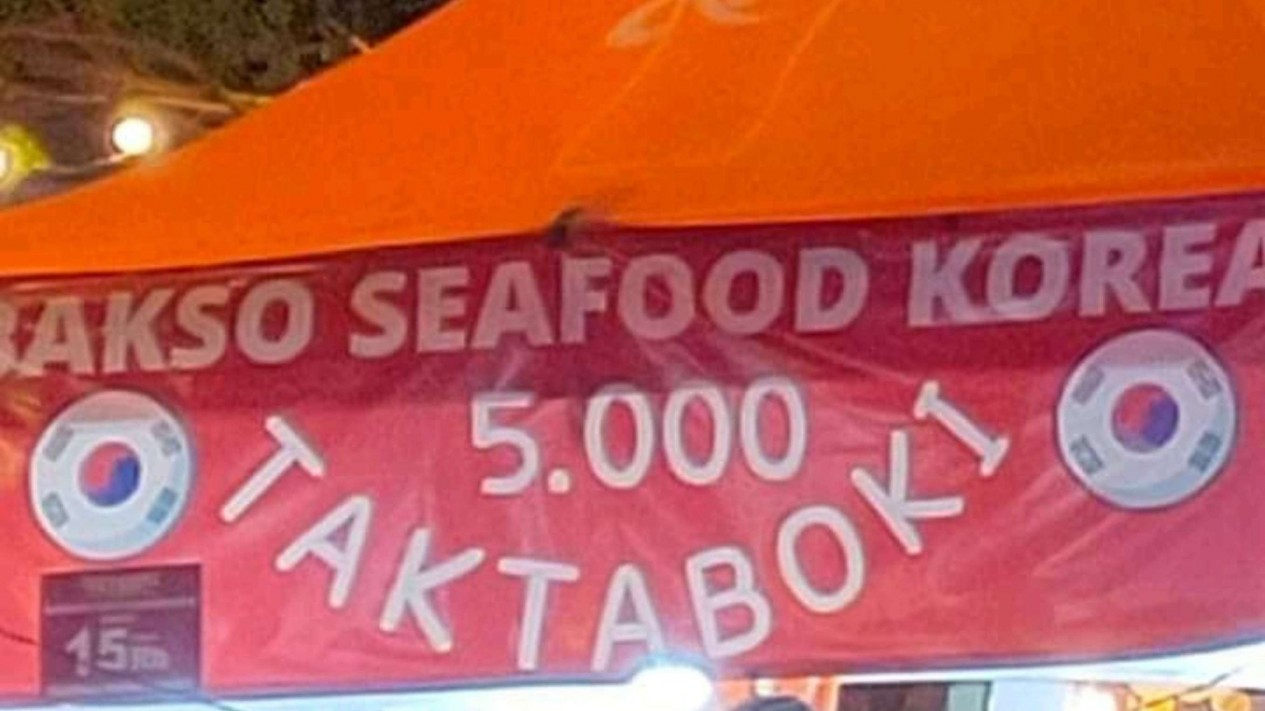 BAKSO SEAFOOD KOREA
5.000
TAKTABOKI
15